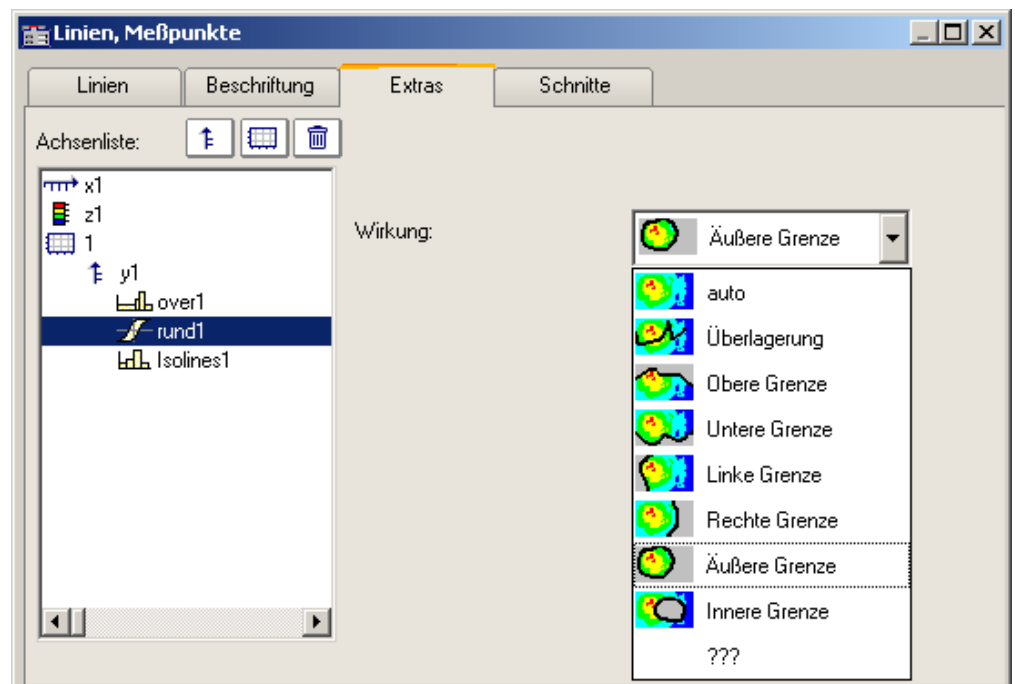 Linien, Meßpunkte
Linien
Beschriftung
Extras
Schnitte
Achsenliste:
x1
z1
1
y1
over1
rund1
Isolines1
Wirkung:
Äußere Grenze
auto
Überlagerung
Obere Grenze
Untere Grenze
Linke Grenze
Rechte Grenze
Äußere Grenze
Innere Grenze
???